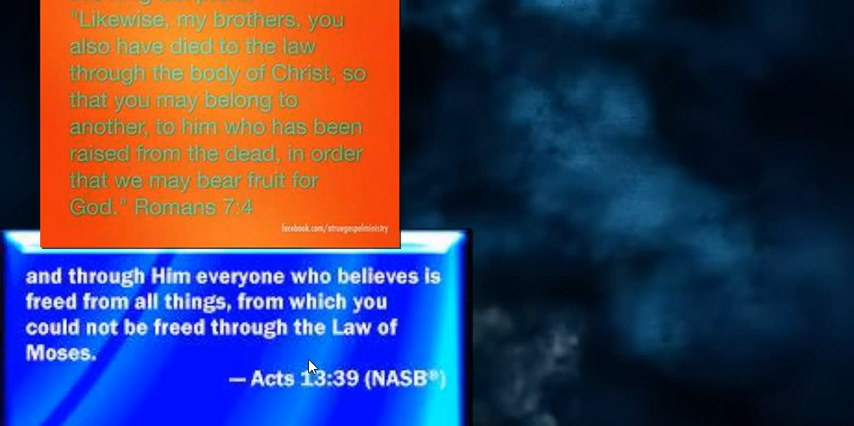 "Likewise, my brothers, you
also have died to the law
through the body of Christ, so
that you may belong to
another, to him who has been
raised from the dead, in order
that we may bear fruit for
God." Romans 7:4
facebook.com/atruegospelministry
and through Him everyone who believes is
freed from all things, from which you
could not be freed through the Law of
Moses.
— Acts 13:39 (NASB®)